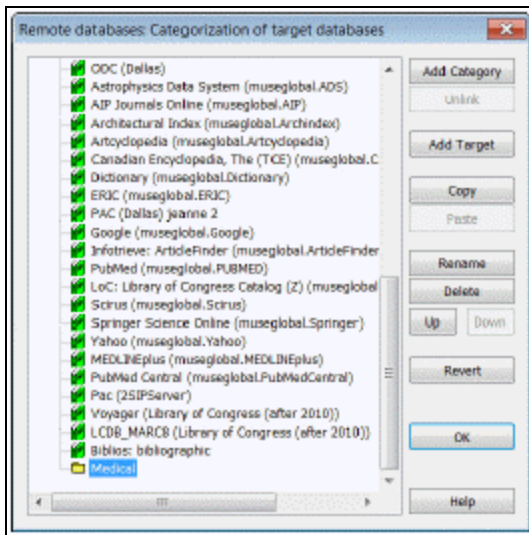 Remote databases: Categorization of target databases
ODC (Dallas)
Astrophysics Data System (museglobal.ADS)
AIP Journals Online (museglobal.AIP)
Architectural Index (museglobal.Archindex)
Artcyclopedia (museglobal.Artcyclopedia)
Canadian Encyclopedia, The (TCE) (museglobal.C
Dictionary (museglobal.Dictionary)
ERIC (museglobal.ERIC)
PAC (Dallas) jeanne 2
Google (museglobal.Google)
Infotrieve: ArticleFinder (museglobal.ArticleFinder
PubMed (museglobal.PUBMED)
LoC: Library of Congress Catalog (Z) (museglobal
Scirus (museglobal.Scirus)
Springer Science Online (museglobal.Springer)
Yahoo (museglobal.Yahoo)
MEDLINEplus (museglobal.MEDLINEplus)
PubMed Central (museglobal.PubMedCentral)
Pac (2SIPServer)
Voyager (Library of Congress (after 2010))
LCDB_MARC8 (Library of Congress (after 2010))
Biblios: bibliographic
Medical
Add Category
Unlink
Add Target
Copy
Paste
Rename
Delete
Up Down
Revert
OK
Help